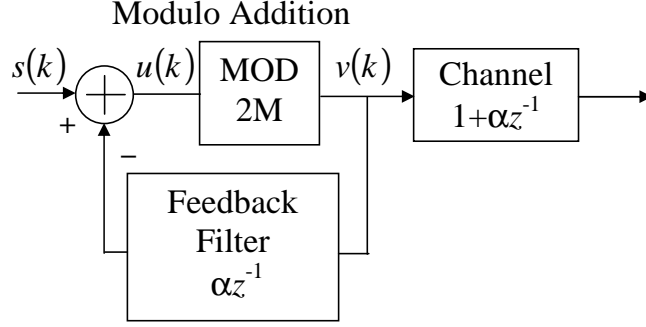 Modulo Addition
s(k)
+
−
u(k)
MOD
2M
v(k)
Channel
1+αz⁻¹
Feedback
Filter
αz⁻¹